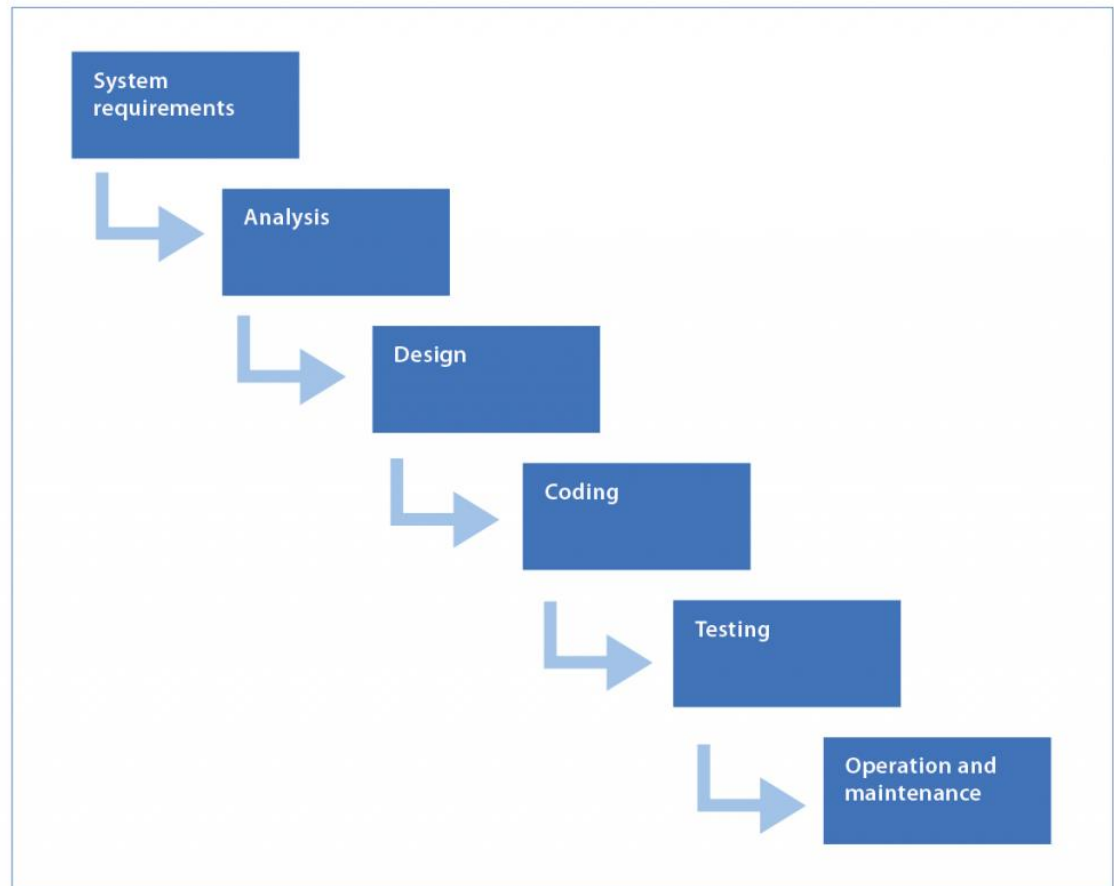 System
requirements
Analysis
Design
Coding
Testing
Operation and
maintenance